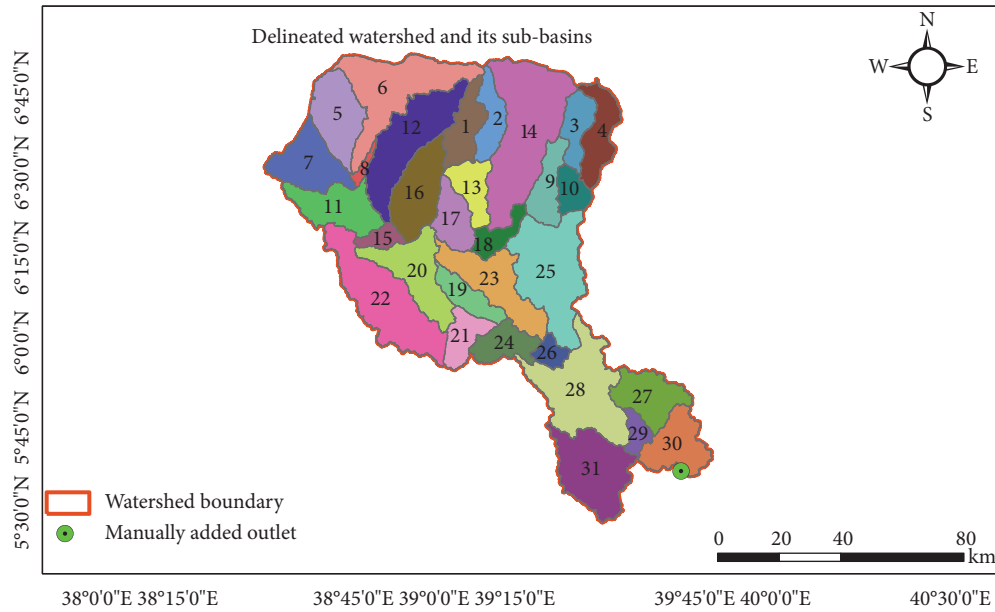 Delineated watershed and its sub-basins
N
W E
S
6
5
12
1
2
14
3
4
7
8
16
13
9
10
11
17
15
18
20
25
22
19
23
21
24
26
28
27
29
30
31
Watershed boundary
Manually added outlet
0 20 40 80
km
6°45'0"N
6°30'0"N
6°15'0"N
6°0'0"N
5°45'0"N
5°30'0"N
38°0'0"E 38°15'0"E 38°45'0"E 39°0'0"E 39°15'0"E 39°45'0"E 40°0'0"E 40°30'0"E